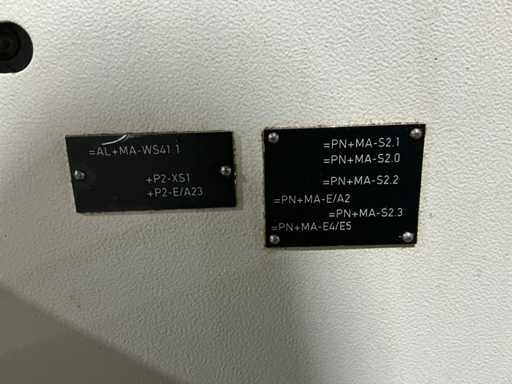 =AL+MA-WS41.1
+P2-XS1
+P2-E/A23
=PN+MA-S2.1
=PN+MA-S2.0
=PN+MA-S2.2
=PN+MA-E/A2
=PN+MA-S2.3
=PN+MA-E4/E5